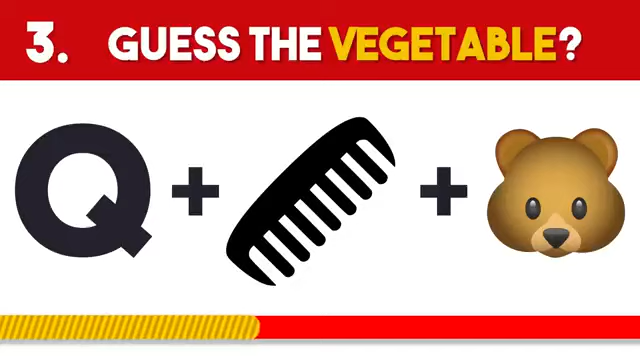 3. GUESS THE VEGETABLE?
Q + +